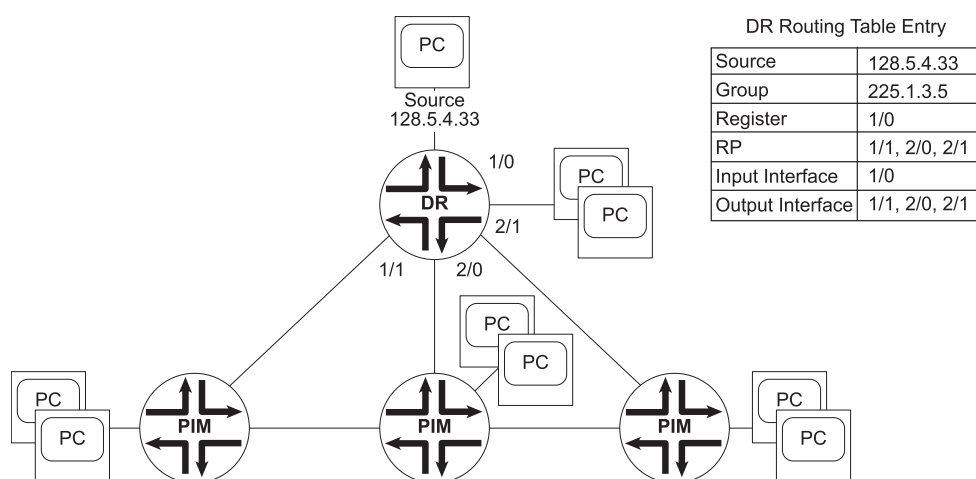 PC
Source
128.5.4.33
DR Routing Table Entry
Source 128.5.4.33
Group 225.1.3.5
Register 1/0
RP 1/1, 2/0, 2/1
Input Interface 1/0
Output Interface 1/1, 2/0, 2/1
1/0
DR
PC
PC
2/1
1/1
2/0
PC
PC
PC
PC
PIM
PIM
PIM
PC
PC